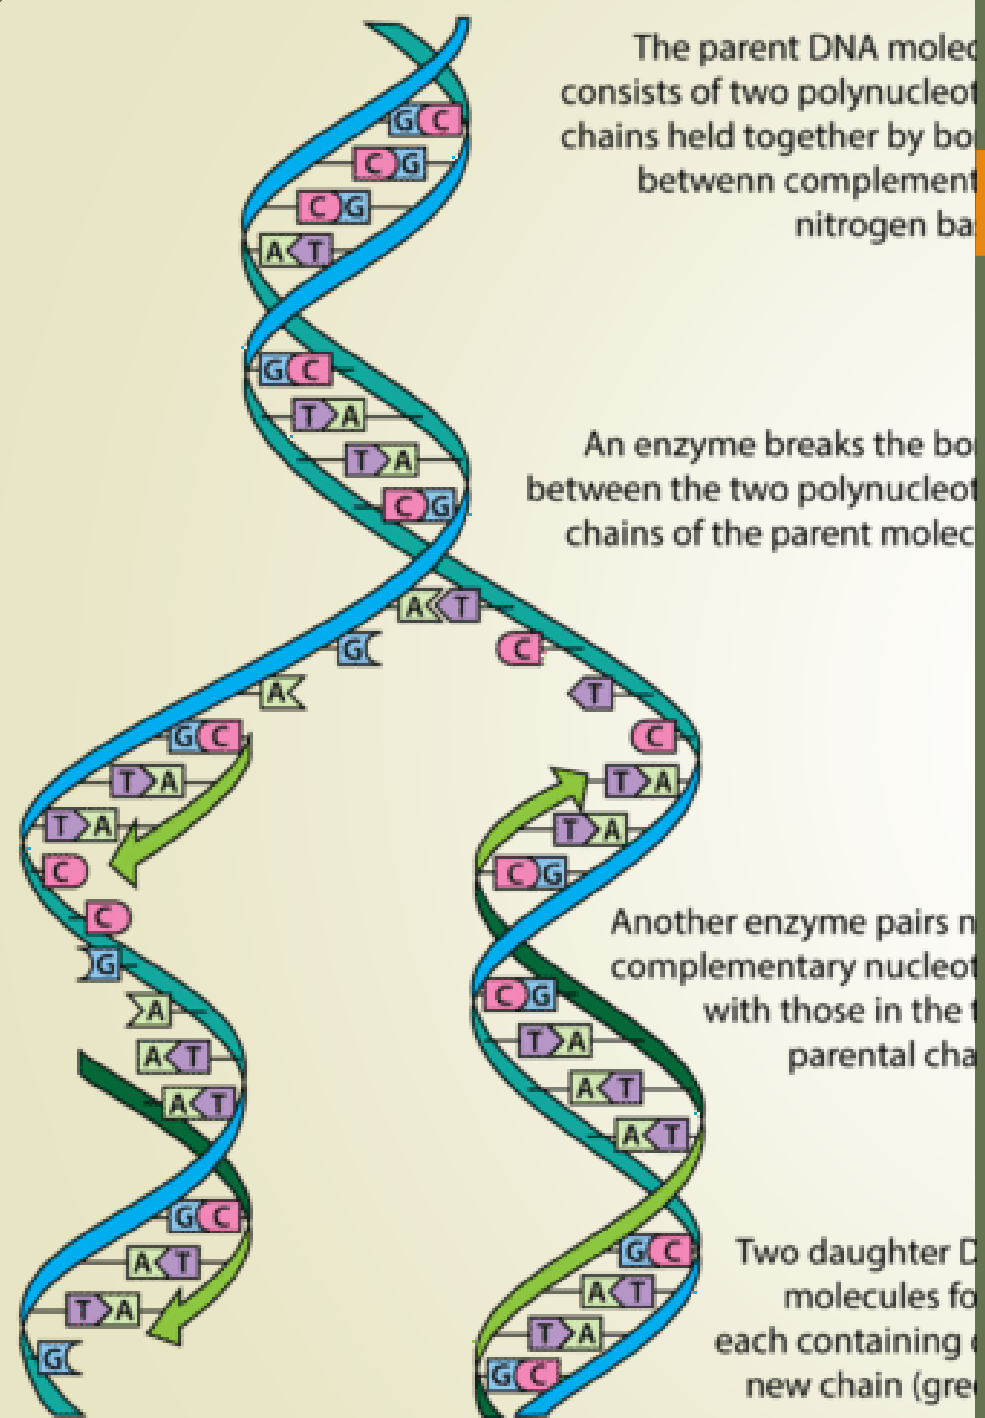 The parent DNA molec
consists of two polynucleot
chains held together by bo
betwenn complement
nitrogen ba
An enzyme breaks the bo
between the two polynucleot
chains of the parent molec
Another enzyme pairs n
complementary nucleot
with those in the t
parental cha
Two daughter D
molecules fo
each containing
new chain (gre
G C
C G
C G
A T
G C
T A
T A
C G
A T
G C
A T
G C
T A
T A
C
C
G
A
A T
A T
G C
A T
T A
G
C
T A
T A
C G
C G
T A
A T
A T
G C
A T
T A
G C